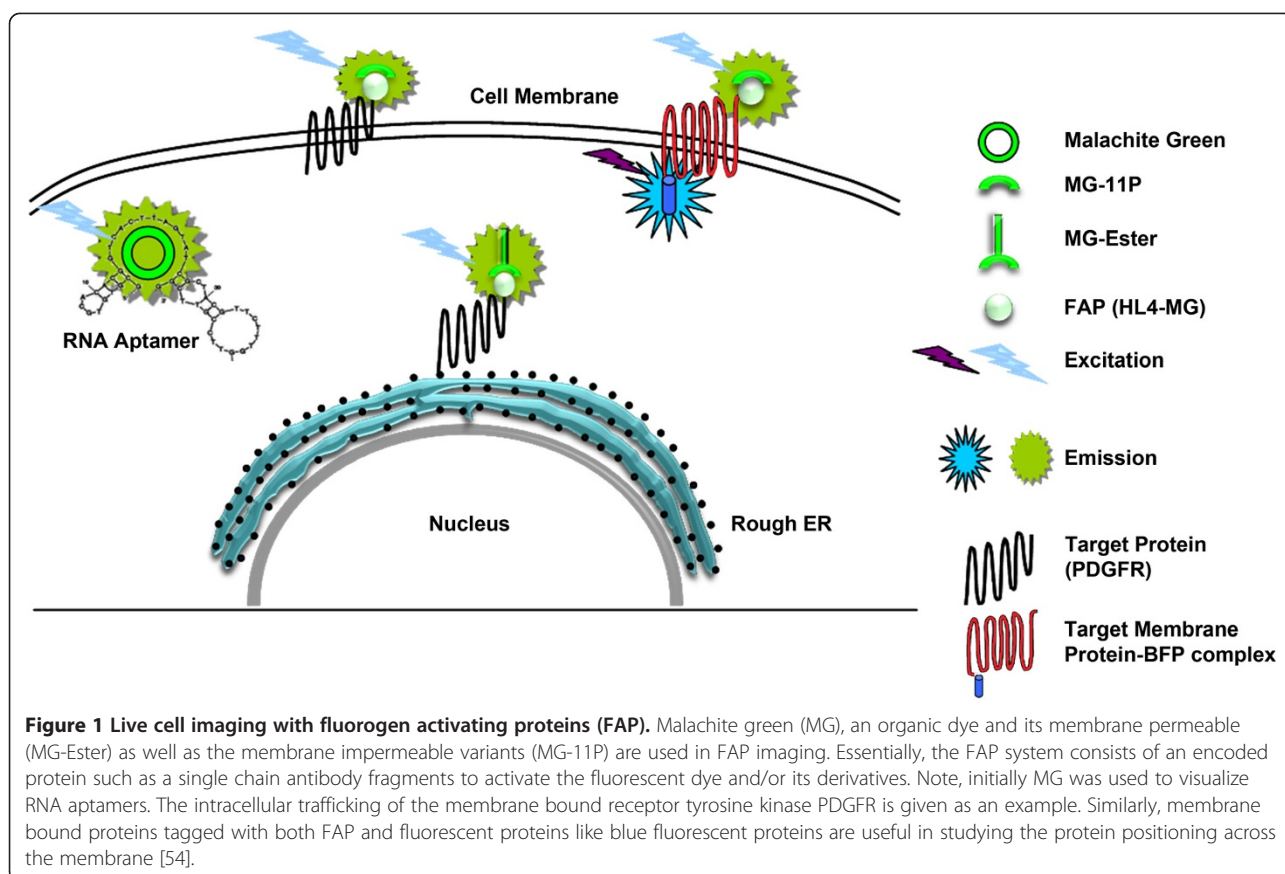 Cell Membrane
RNA Aptamer
Nucleus
Rough ER
Malachite Green
MG-11P
MG-Ester
FAP (HL4-MG)
Excitation
Emission
Target Protein
(PDGFR)
Target Membrane
Protein-BFP complex
Figure 1 Live cell imaging with fluorogen activating proteins (FAP). Malachite green (MG), an organic dye and its membrane permeable
(MG-Ester) as well as the membrane impermeable variants (MG-11P) are used in FAP imaging. Essentially, the FAP system consists of an encoded
protein such as a single chain antibody fragments to activate the fluorescent dye and/or its derivatives. Note, initially MG was used to visualize
RNA aptamers. The intracellular trafficking of the membrane bound receptor tyrosine kinase PDGFR is given as an example. Similarly, membrane
bound proteins tagged with both FAP and fluorescent proteins like blue fluorescent proteins are useful in studying the protein positioning across
the membrane [54].